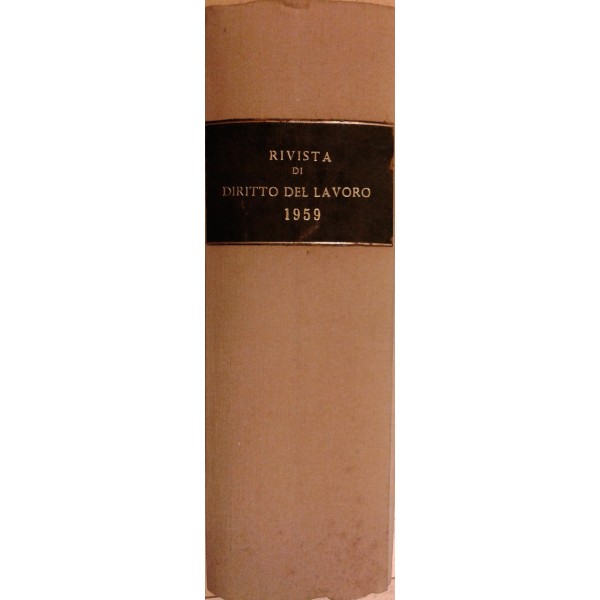 RIVISTA
DI
DIRITTO DEL LAVORO
1959